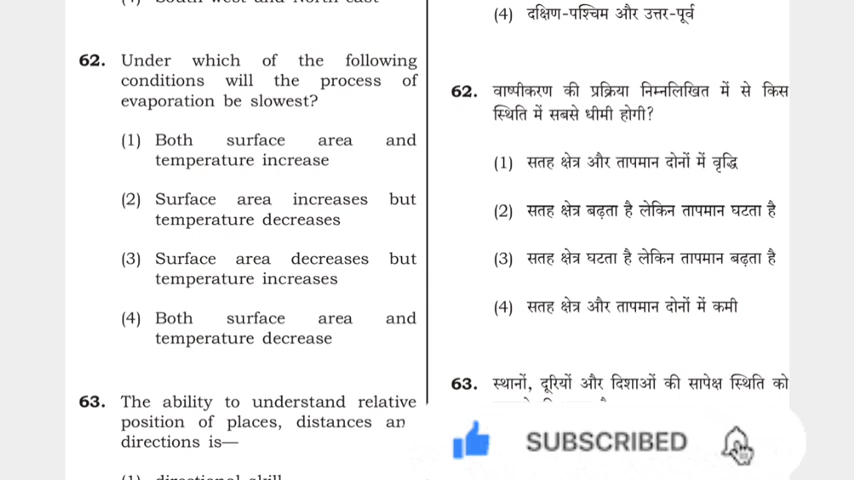 62. Under which of the following
conditions will the process of
evaporation be slowest?
(1) Both surface area and
temperature increase
(2) Surface area increases but
temperature decreases
(3) Surface area decreases but
temperature increases
(4) Both surface area and
temperature decrease
63. The ability to understand relative
position of places, distances an
directions is—
(4) दक्षिण-पश्चिम और उत्तर-पूर्व
62. वाष्पीकरण की प्रक्रिया निम्नलिखित में से किस
स्थिति में सबसे धीमी होगी?
(1) सतह क्षेत्र और तापमान दोनों में वृद्धि
(2) सतह क्षेत्र बढ़ता है लेकिन तापमान घटता है
(3) सतह क्षेत्र घटता है लेकिन तापमान बढ़ता है
(4) सतह क्षेत्र और तापमान दोनों में कमी
63. स्थानों, दूरियों और दिशाओं की सापेक्ष स्थिति को
SUBSCRIBED